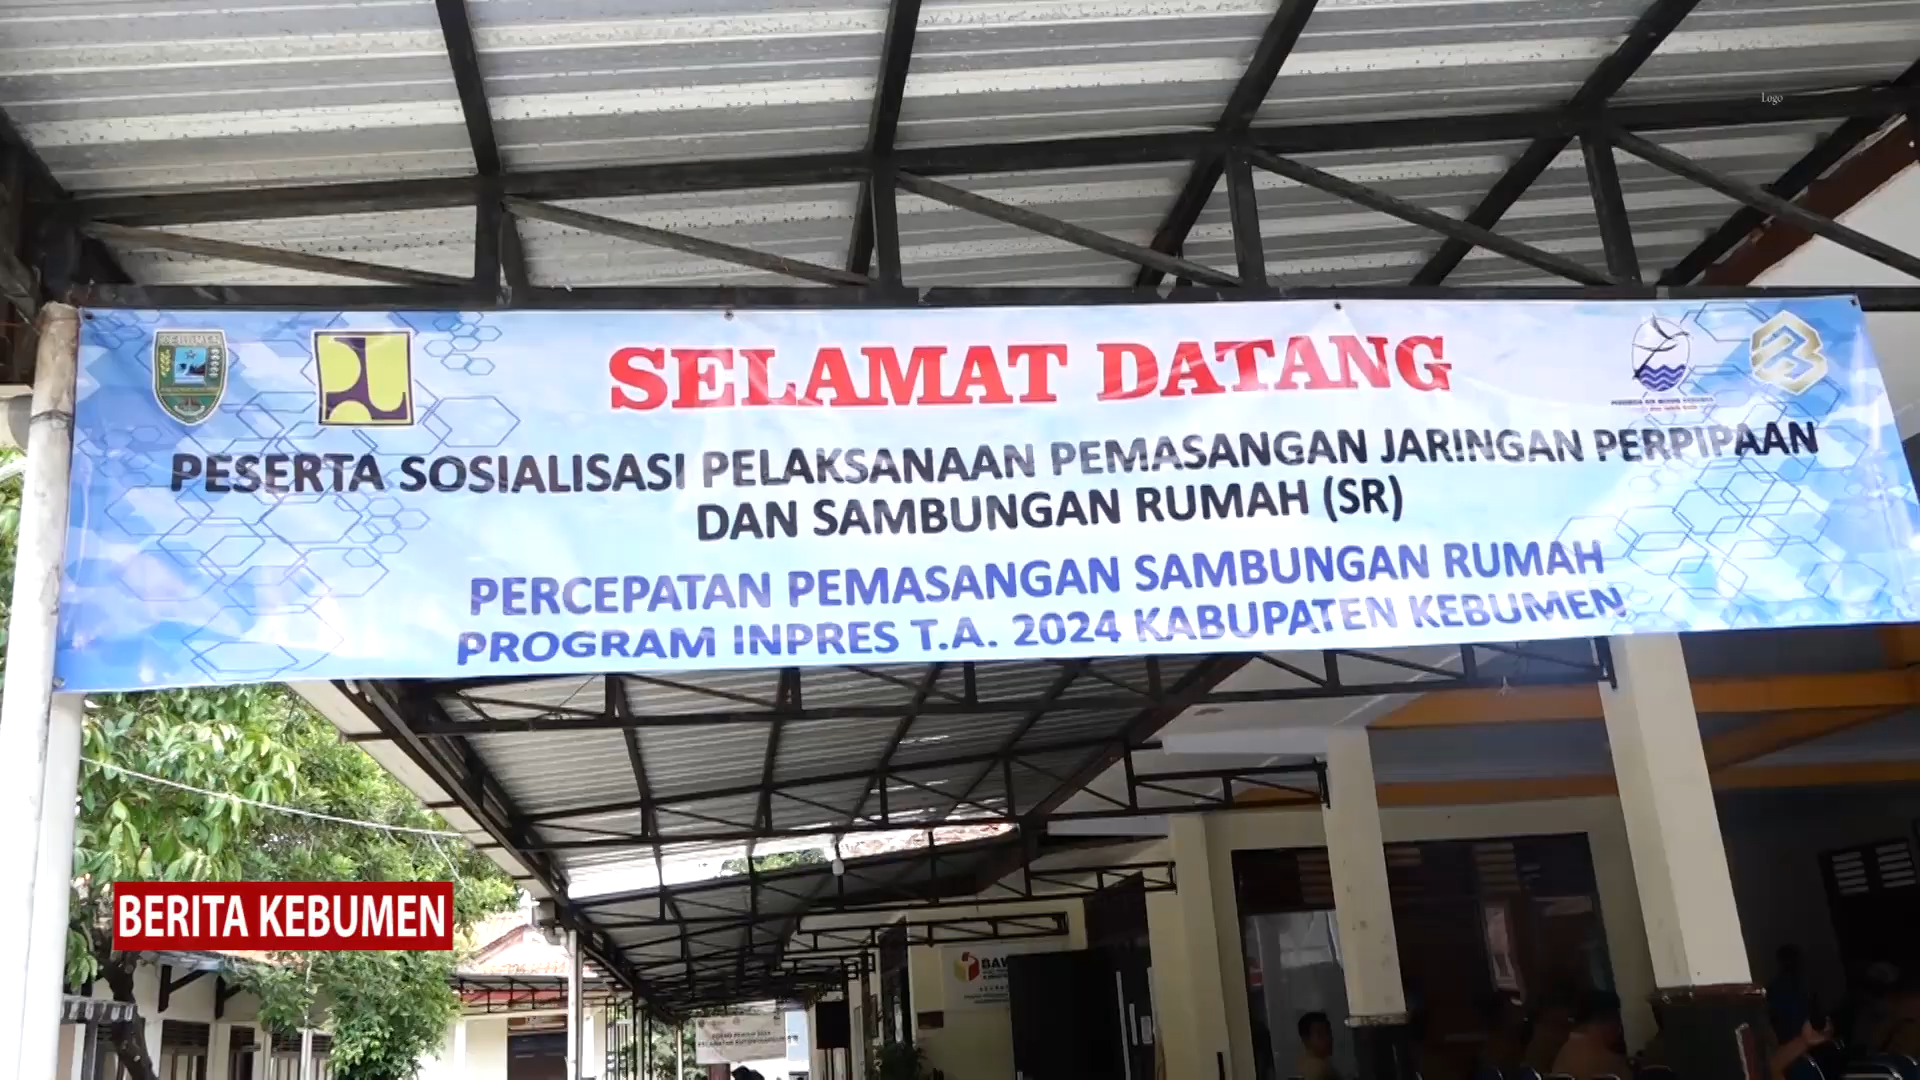 Logo
KEBUMEN
SELAMAT DATANG
PESERTA SOSIALISASI PELAKSANAAN PEMASANGAN JARINGAN PERPIPAAN
DAN SAMBUNGAN RUMAH (SR)
PERCEPATAN PEMASANGAN SAMBUNGAN RUMAH
PROGRAM INPRES T.A. 2024 KABUPATEN KEBUMEN
BERITA KEBUMEN